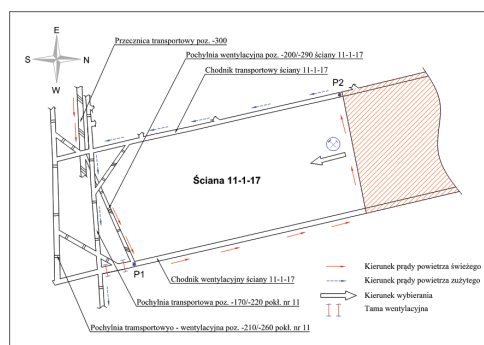 E
S N
W
Przecznica transportowy poz. -300
Pochylnia wentylacyjna poz. -200/-290 ściany 11-1-17
Chodnik transportowy ściany 11-1-17
P2
Ściana 11-1-17
P1
Chodnik wentylacyjny ściany 11-1-17
Pochylnia transportowa poz. -170/-220 pokł. nr 11
Pochylnia transportowyo - wentylacyjna poz. -210/-260 pokł. nr 11
Kierunek prądy powietrza świeżego
Kierunek prądy powietrza zużytego
Kierunek wybierania
Tama wentylacyjna